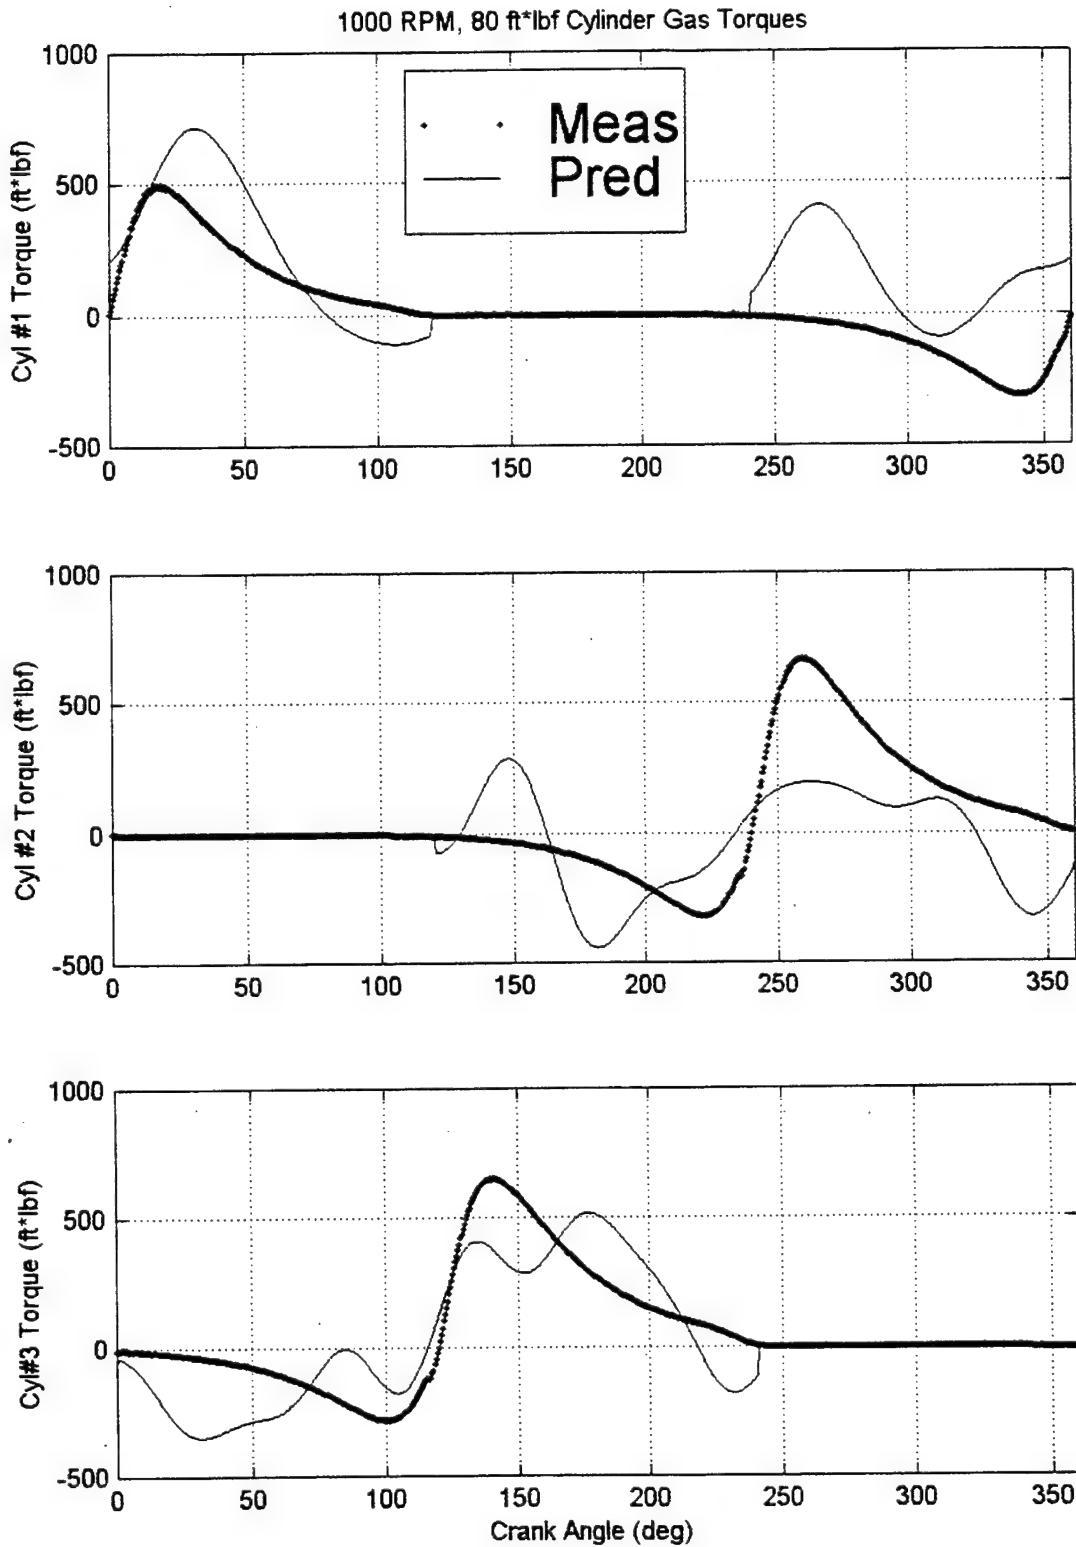 1000 RPM, 80 ft*lbf Cylinder Gas Torques
1000
500
0
-500
Cyl #1 Torque (ft*lbf)
Meas
Pred
0 50 100 150 200 250 300 350
1000
500
0
-500
Cyl #2 Torque (ft*lbf)
0 50 100 150 200 250 300 350
1000
500
0
-500
Cyl#3 Torque (ft*lbf)
0 50 100 150 200 250 300 350
Crank Angle (deg)